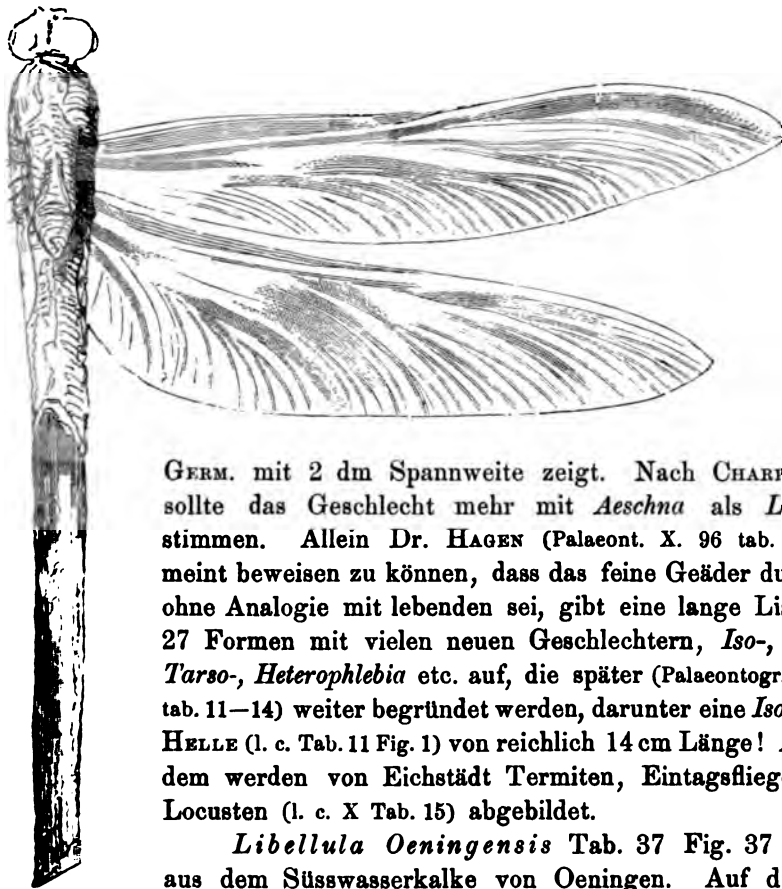 GERM. mit 2 dm Spannweite zeigt. Nach CHARP
sollte das Geschlecht mehr mit Aeschna als L
stimmen. Allein Dr. HAGEN (Palaeont. X. 96 tab.
meint beweisen zu können, dass das feine Geäder du
ohne Analogie mit lebenden sei, gibt eine lange Lis
27 Formen mit vielen neuen Geschlechtern, Iso-,
Tarso-, Heterophlebia etc. auf, die später (Palaeontogr.
tab. 11—14) weiter begründet werden, darunter eine Iso
HELLE (l. c. Tab. 11 Fig. 1) von reichlich 14 cm Länge!
dem werden von Eichstädt Termiten, Eintagsfliege
Locusten (l. c. X Tab. 15) abgebildet.
Libellula Oeningensis Tab. 37 Fig. 37
aus dem Süsswasserkalke von Oeningen. Auf d